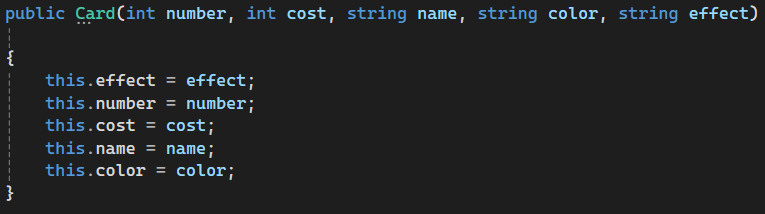 public Card(int number, int cost, string name, string color, string effect)
{
this.effect = effect;
this.number = number;
this.cost = cost;
this.name = name;
this.color = color;
}